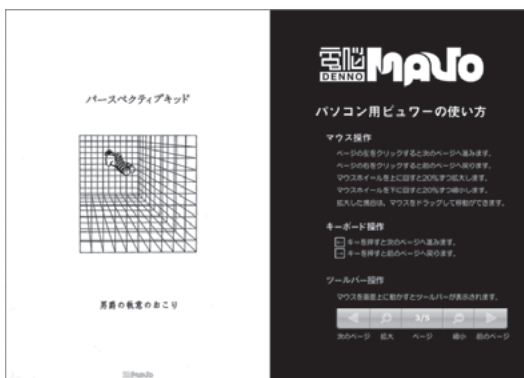 パースペクティブキッド
男爵の執意のおこり
電脳MAVO
DENNO
パソコン用ビュワーの使い方
マウス操作
ページの左をクリックすると次のページへ進みます。
ページの右をクリックすると前のページへ戻ります。
マウスホイールを上に回すと20%ずつ拡大します。
マウスホイールを下に回すと20%ずつ縮小します。
拡大した場合は、マウスをドラッグして移動ができます。
キーボード操作
← キーを押すと次のページへ進みます。
→ キーを押すと前のページへ戻ります。
ツールバー操作
マウスを画面上に動かすとツールバーが表示されます。
3/5
次のページ 拡大 ページ 縮小 前のページ